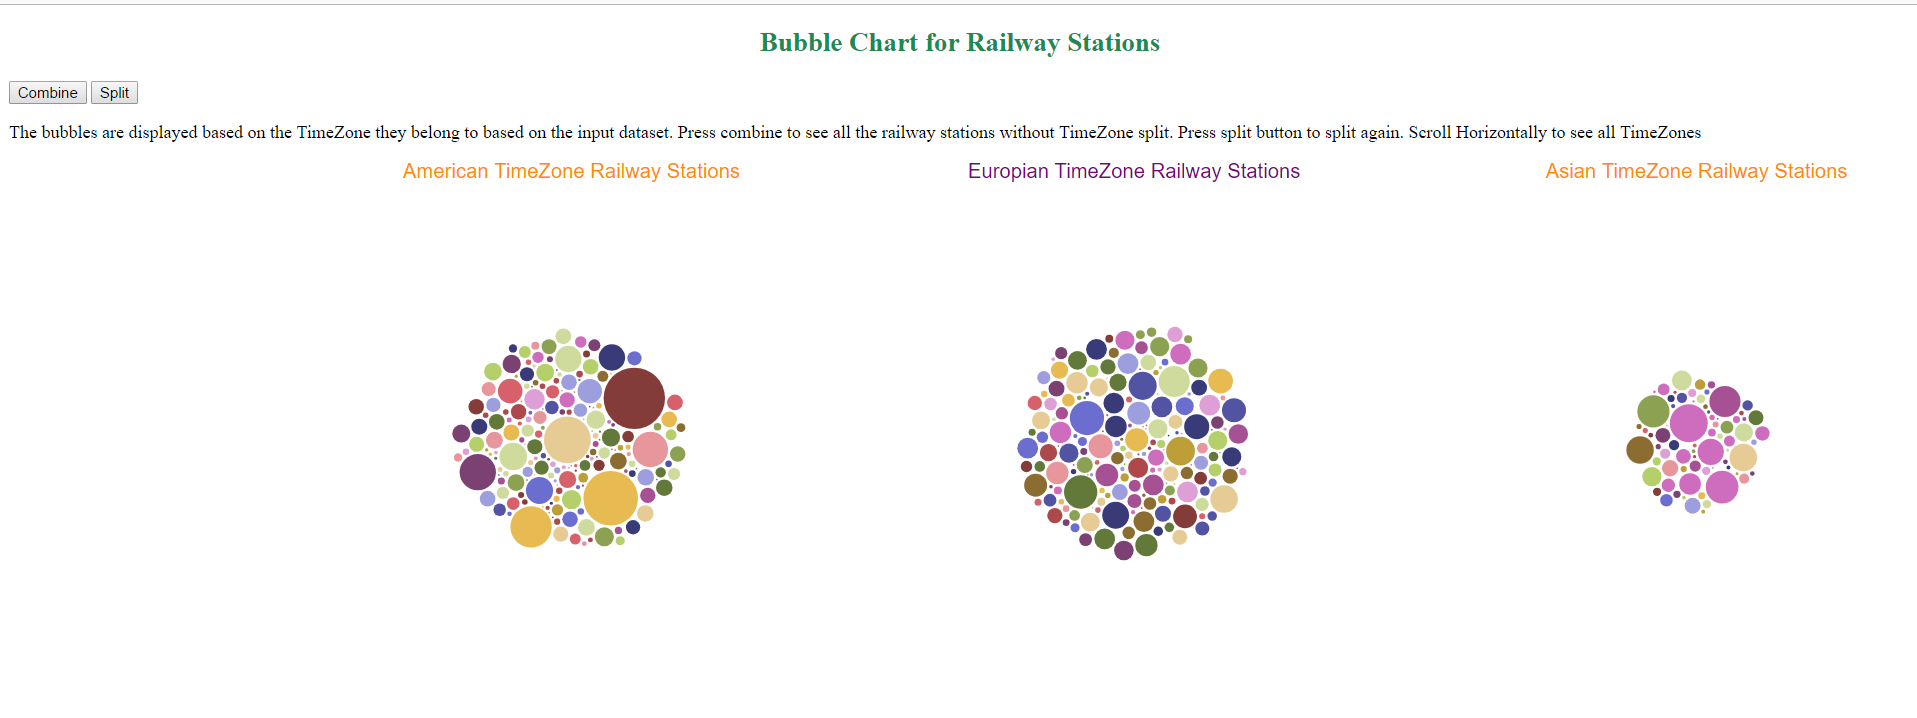 Bubble Chart for Railway Stations
Combine Split
The bubbles are displayed based on the TimeZone they belong to based on the input dataset. Press combine to see all the railway stations without TimeZone split. Press split button to split again. Scroll Horizontally to see all TimeZones
American TimeZone Railway Stations Europian TimeZone Railway Stations Asian TimeZone Railway Stations